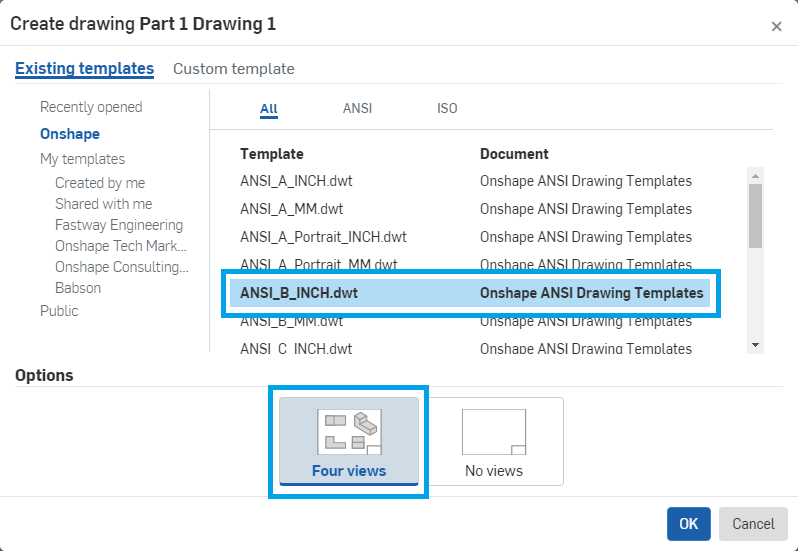 Create drawing Part 1 Drawing 1
Existing templates Custom template
Recently opened
Onshape
My templates
Created by me
Shared with me
Fastway Engineering
Onshape Tech Mark...
Onshape Consulting...
Babson
Public
All ANSI ISO
Template Document
ANSI_A_INCH.dwt Onshape ANSI Drawing Templates
ANSI_A_MM.dwt Onshape ANSI Drawing Templates
ANSI_A_Portrait_INCH.dwt Onshape ANSI Drawing Templates
ANSI_A_Portrait_MM.dwt Onshape ANSI Drawing Templates
ANSI_B_INCH.dwt Onshape ANSI Drawing Templates
ANSI_B_MM.dwt Onshape ANSI Drawing Templates
ANSI_C_INCH.dwt Onshape ANSI Drawing Templates
Options
Four views No views
OK Cancel